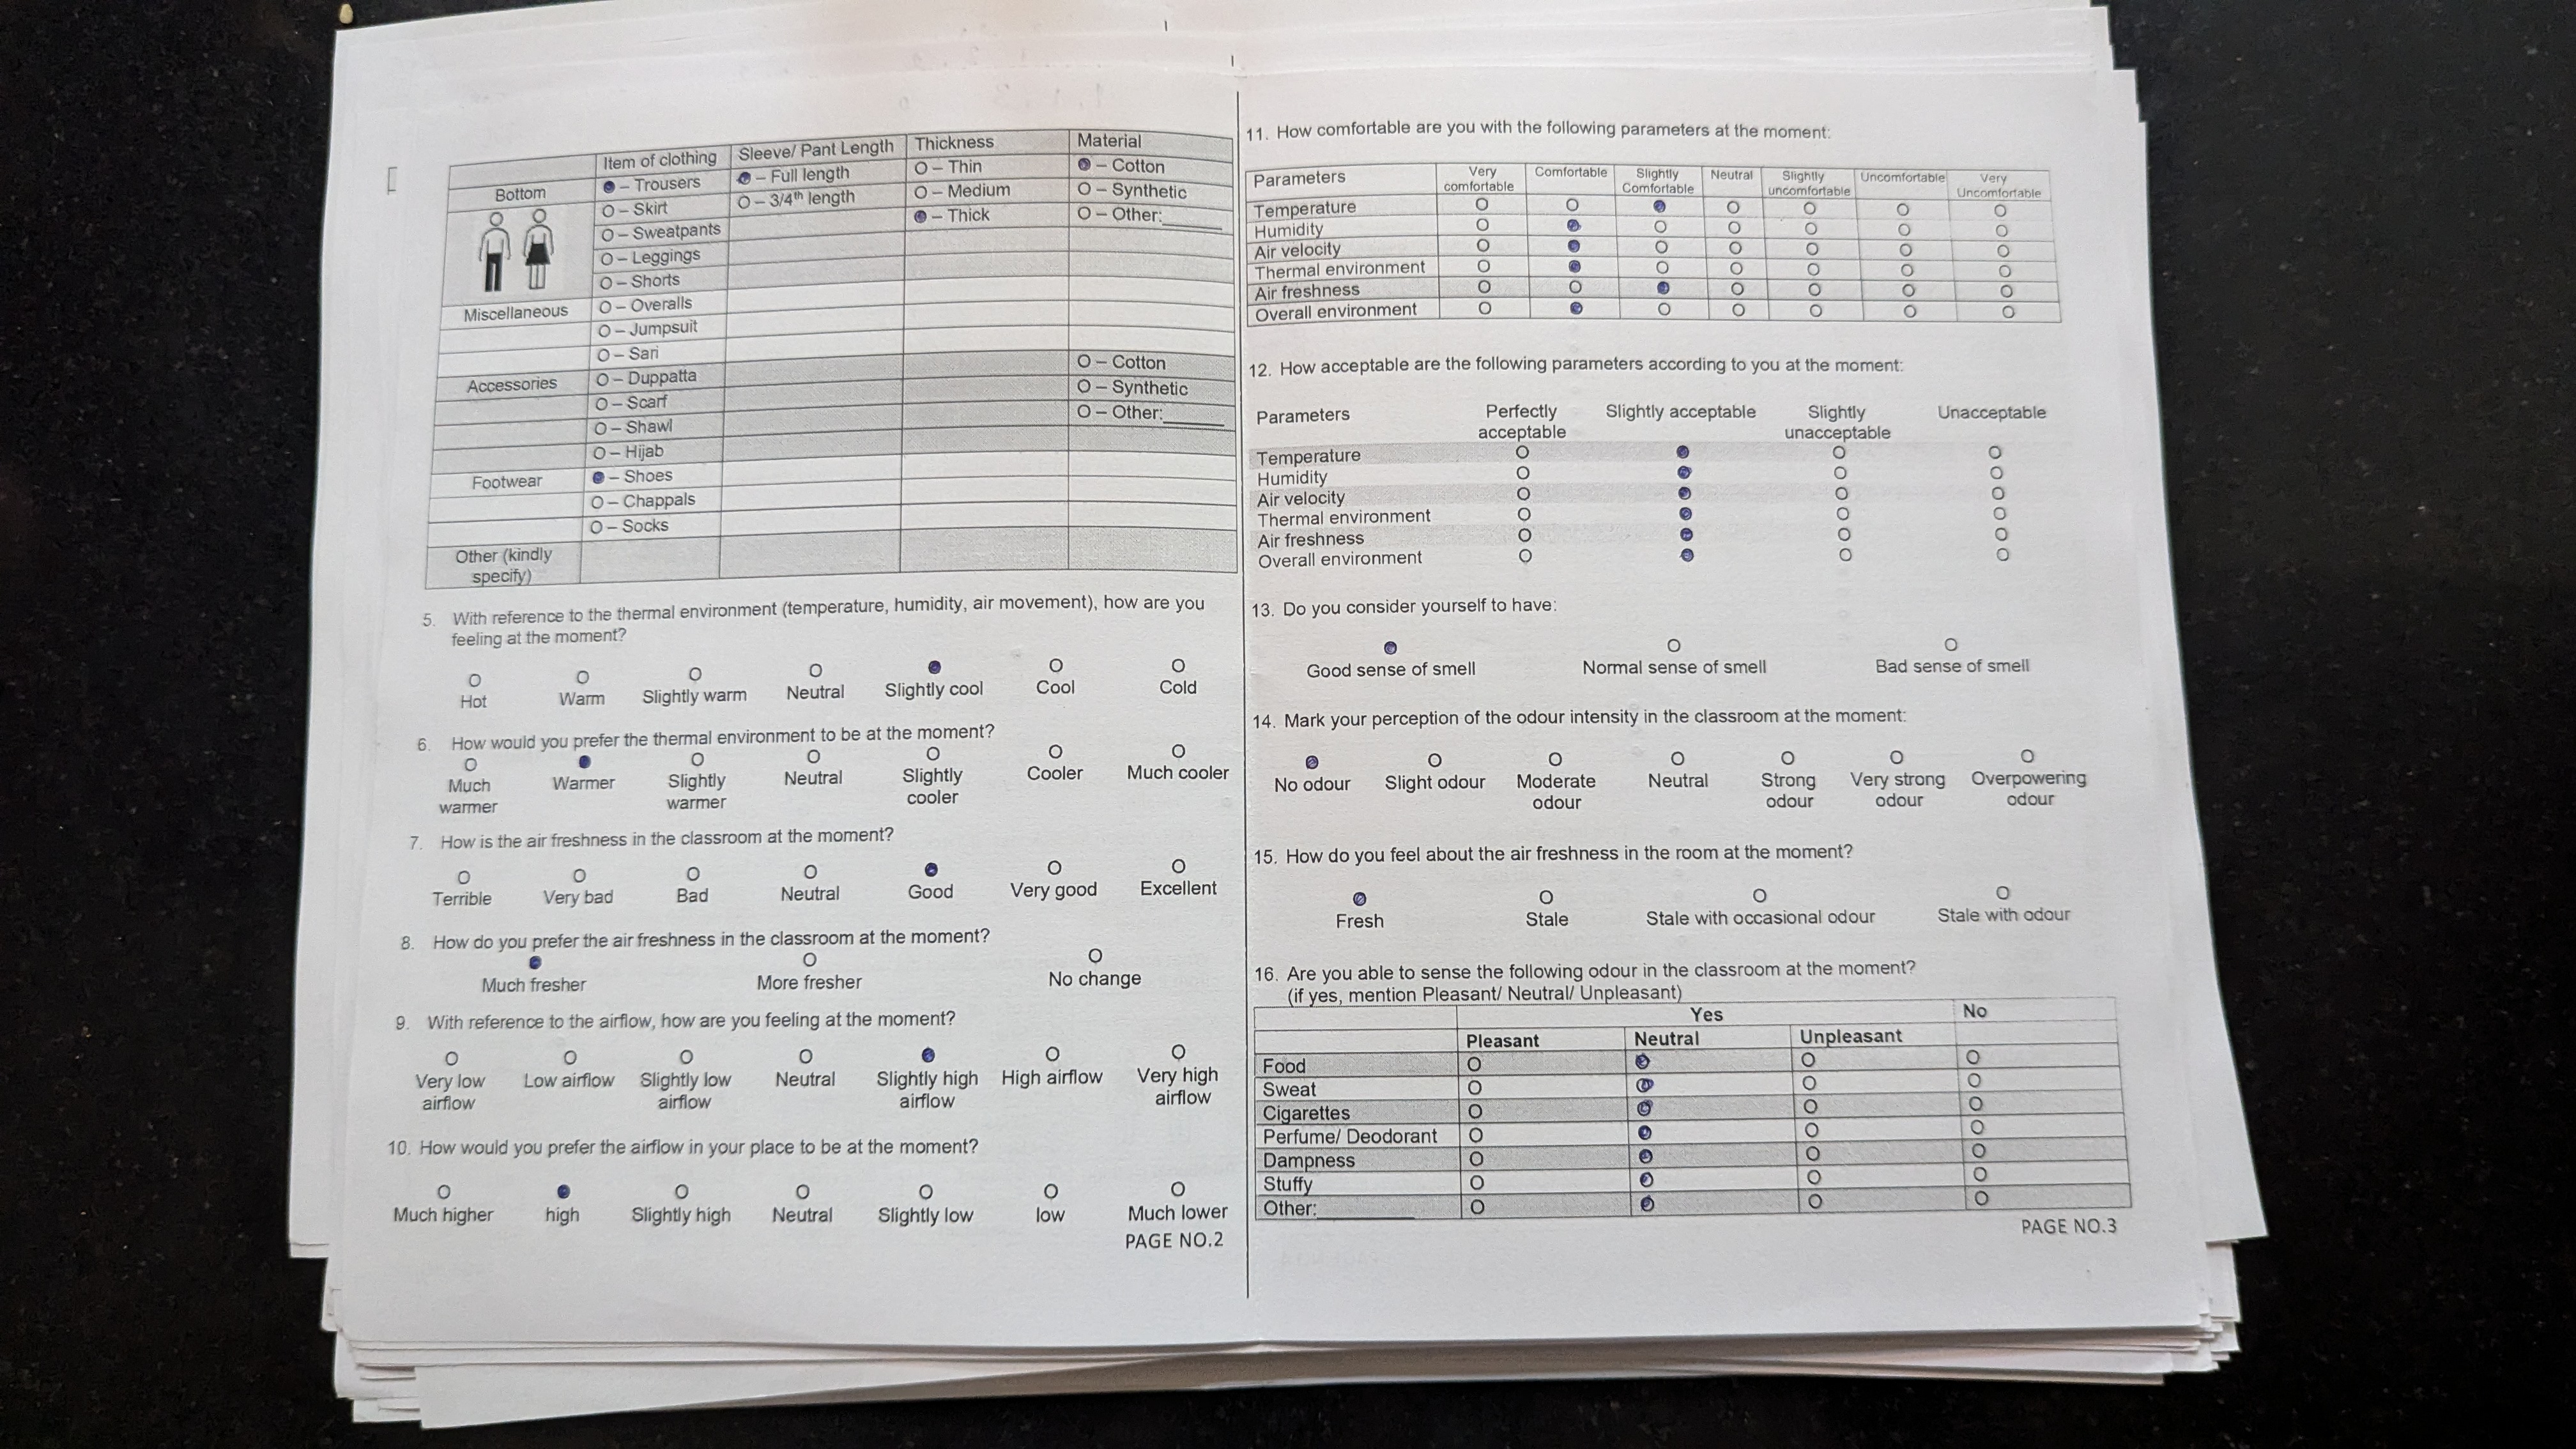 Item of clothing Sleeve/ Pant Length Thickness Material
Bottom O – Trousers O – Full length O – Thin O – Cotton
O – Skirt O – 3/4th length O – Medium O – Synthetic
O – Sweatpants O – Thick O – Other:______
O – Leggings
O – Shorts
Miscellaneous O – Overalls
O – Jumpsuit
O – Sari
Accessories O – Duppatta O – Cotton
O – Scarf O – Synthetic
O – Shawl O – Other:______
O – Hijab
Footwear O – Shoes
O – Chappals
O – Socks
Other (kindly
specify)
5. With reference to the thermal environment (temperature, humidity, air movement), how are you
feeling at the moment?
Hot Warm Slightly warm Neutral Slightly cool Cool Cold
6. How would you prefer the thermal environment to be at the moment?
Much Warmer Slightly Neutral Slightly Cooler Much cooler
warmer warmer cooler
7. How is the air freshness in the classroom at the moment?
Terrible Very bad Bad Neutral Good Very good Excellent
8. How do you prefer the air freshness in the classroom at the moment?
Much fresher More fresher No change
9. With reference to the airflow, how are you feeling at the moment?
Very low Low airflow Slightly low Neutral Slightly high High airflow Very high
airflow airflow airflow airflow
10. How would you prefer the airflow in your place to be at the moment?
Much higher high Slightly high Neutral Slightly low low Much lower
PAGE NO.2
11. How comfortable are you with the following parameters at the moment:
Parameters Very Comfortable Slightly Neutral Slightly Uncomfortable Very
comfortable Comfortable uncomfortable Uncomfortable
Temperature
Humidity
Air velocity
Thermal environment
Air freshness
Overall environment
12. How acceptable are the following parameters according to you at the moment:
Parameters Perfectly Slightly acceptable Slightly Unacceptable
acceptable unacceptable
Temperature
Humidity
Air velocity
Thermal environment
Air freshness
Overall environment
13. Do you consider yourself to have:
Good sense of smell Normal sense of smell Bad sense of smell
14. Mark your perception of the odour intensity in the classroom at the moment:
No odour Slight odour Moderate Neutral Strong Very strong Overpowering
odour odour odour odour
15. How do you feel about the air freshness in the room at the moment?
Fresh Stale Stale with occasional odour Stale with odour
16. Are you able to sense the following odour in the classroom at the moment?
(if yes, mention Pleasant/ Neutral/ Unpleasant)
Yes No
Pleasant Neutral Unpleasant
Food
Sweat
Cigarettes
Perfume/ Deodorant
Dampness
Stuffy
Other:__________
PAGE NO.3